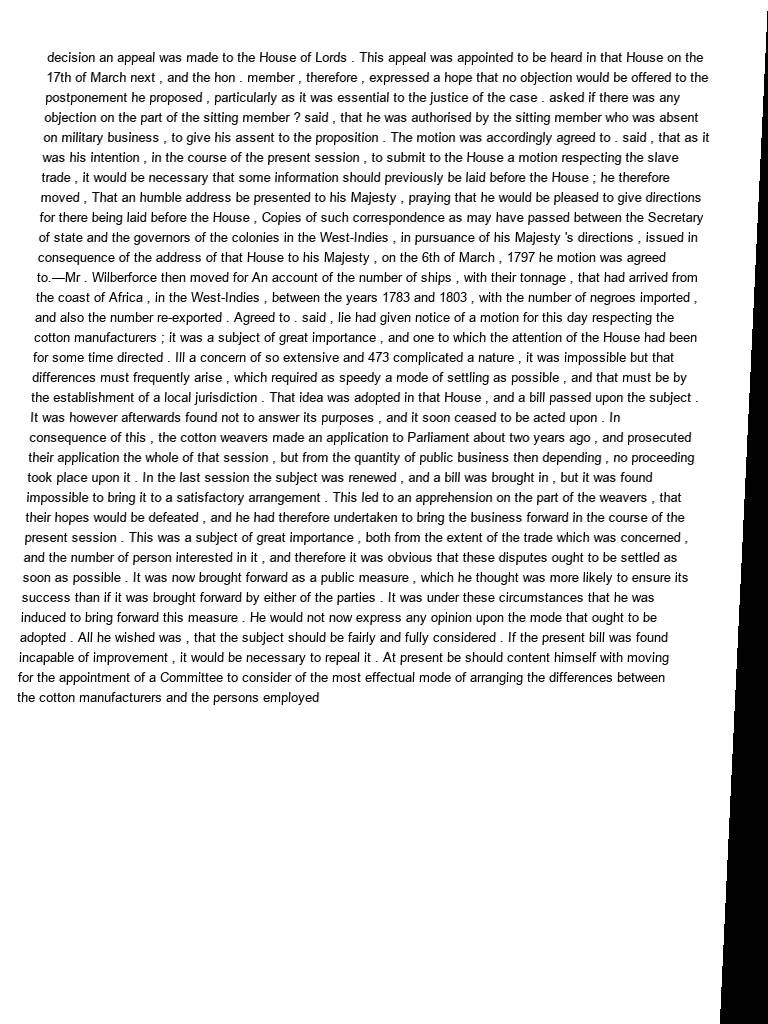 decision an appeal was made to the House of Lords . This appeal was appointed to be heard in that House on the
17th of March next , and the hon . member , therefore , expressed a hope that no objection would be offered to the
postponement he proposed , particularly as it was essential to the justice of the case . asked if there was any
objection on the part of the sitting member ? said , that he was authorised by the sitting member who was absent
on military business , to give his assent to the proposition . The motion was accordingly agreed to . said , that as it
was his intention , in the course of the present session , to submit to the House a motion respecting the slave
trade , it would be necessary that some information should previously be laid before the House ; he therefore
moved , That an humble address be presented to his Majesty , praying that he would be pleased to give directions
for there being laid before the House , Copies of such correspondence as may have passed between the Secretary
of state and the governors of the colonies in the West-Indies , in pursuance of his Majesty 's directions , issued in
consequence of the address of that House to his Majesty , on the 6th of March , 1797 he motion was agreed
to.—Mr . Wilberforce then moved for An account of the number of ships , with their tonnage , that had arrived from
the coast of Africa , in the West-Indies , between the years 1783 and 1803 , with the number of negroes imported ,
and also the number re-exported . Agreed to . said , lie had given notice of a motion for this day respecting the
cotton manufacturers ; it was a subject of great importance , and one to which the attention of the House had been
for some time directed . Ill a concern of so extensive and 473 complicated a nature , it was impossible but that
differences must frequently arise , which required as speedy a mode of settling as possible , and that must be by
the establishment of a local jurisdiction . That idea was adopted in that House , and a bill passed upon the subject .
It was however afterwards found not to answer its purposes , and it soon ceased to be acted upon . In
consequence of this , the cotton weavers made an application to Parliament about two years ago , and prosecuted
their application the whole of that session , but from the quantity of public business then depending , no proceeding
took place upon it . In the last session the subject was renewed , and a bill was brought in , but it was found
impossible to bring it to a satisfactory arrangement . This led to an apprehension on the part of the weavers , that
their hopes would be defeated , and he had therefore undertaken to bring the business forward in the course of the
present session . This was a subject of great importance , both from the extent of the trade which was concerned ,
and the number of person interested in it , and therefore it was obvious that these disputes ought to be settled as
soon as possible . It was now brought forward as a public measure , which he thought was more likely to ensure its
success than if it was brought forward by either of the parties . It was under these circumstances that he was
induced to bring forward this measure . He would not now express any opinion upon the mode that ought to be
adopted . All he wished was , that the subject should be fairly and fully considered . If the present bill was found
incapable of improvement , it would be necessary to repeal it . At present be should content himself with moving
for the appointment of a Committee to consider of the most effectual mode of arranging the differences between
the cotton manufacturers and the persons employed